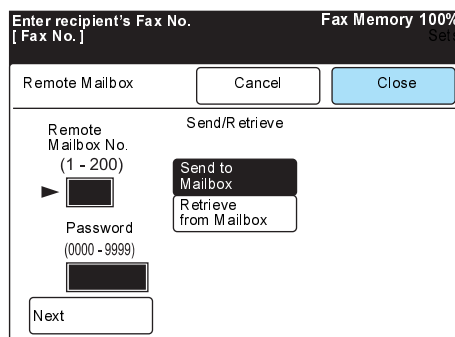 Enter recipient's Fax No.
Fax Memory 100%
[ Fax No. ]
Set
Remote Mailbox
Cancel
Close
Remote
Mailbox No.
(1 - 200)
Send/Retrieve
Send to
Mailbox
Retrieve
from Mailbox
Password
(0000 - 9999)
Next